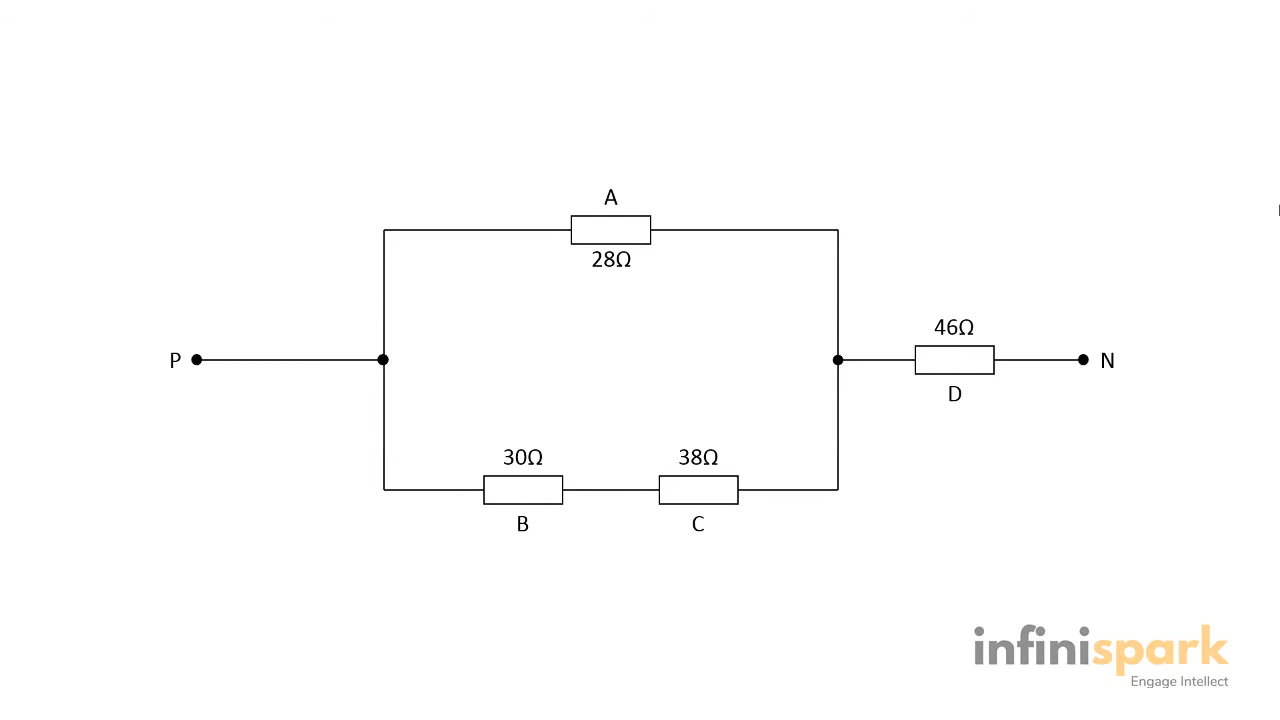 A
28Ω
46Ω
P
N
D
30Ω
38Ω
B
C
infinispark
Engage Intellect